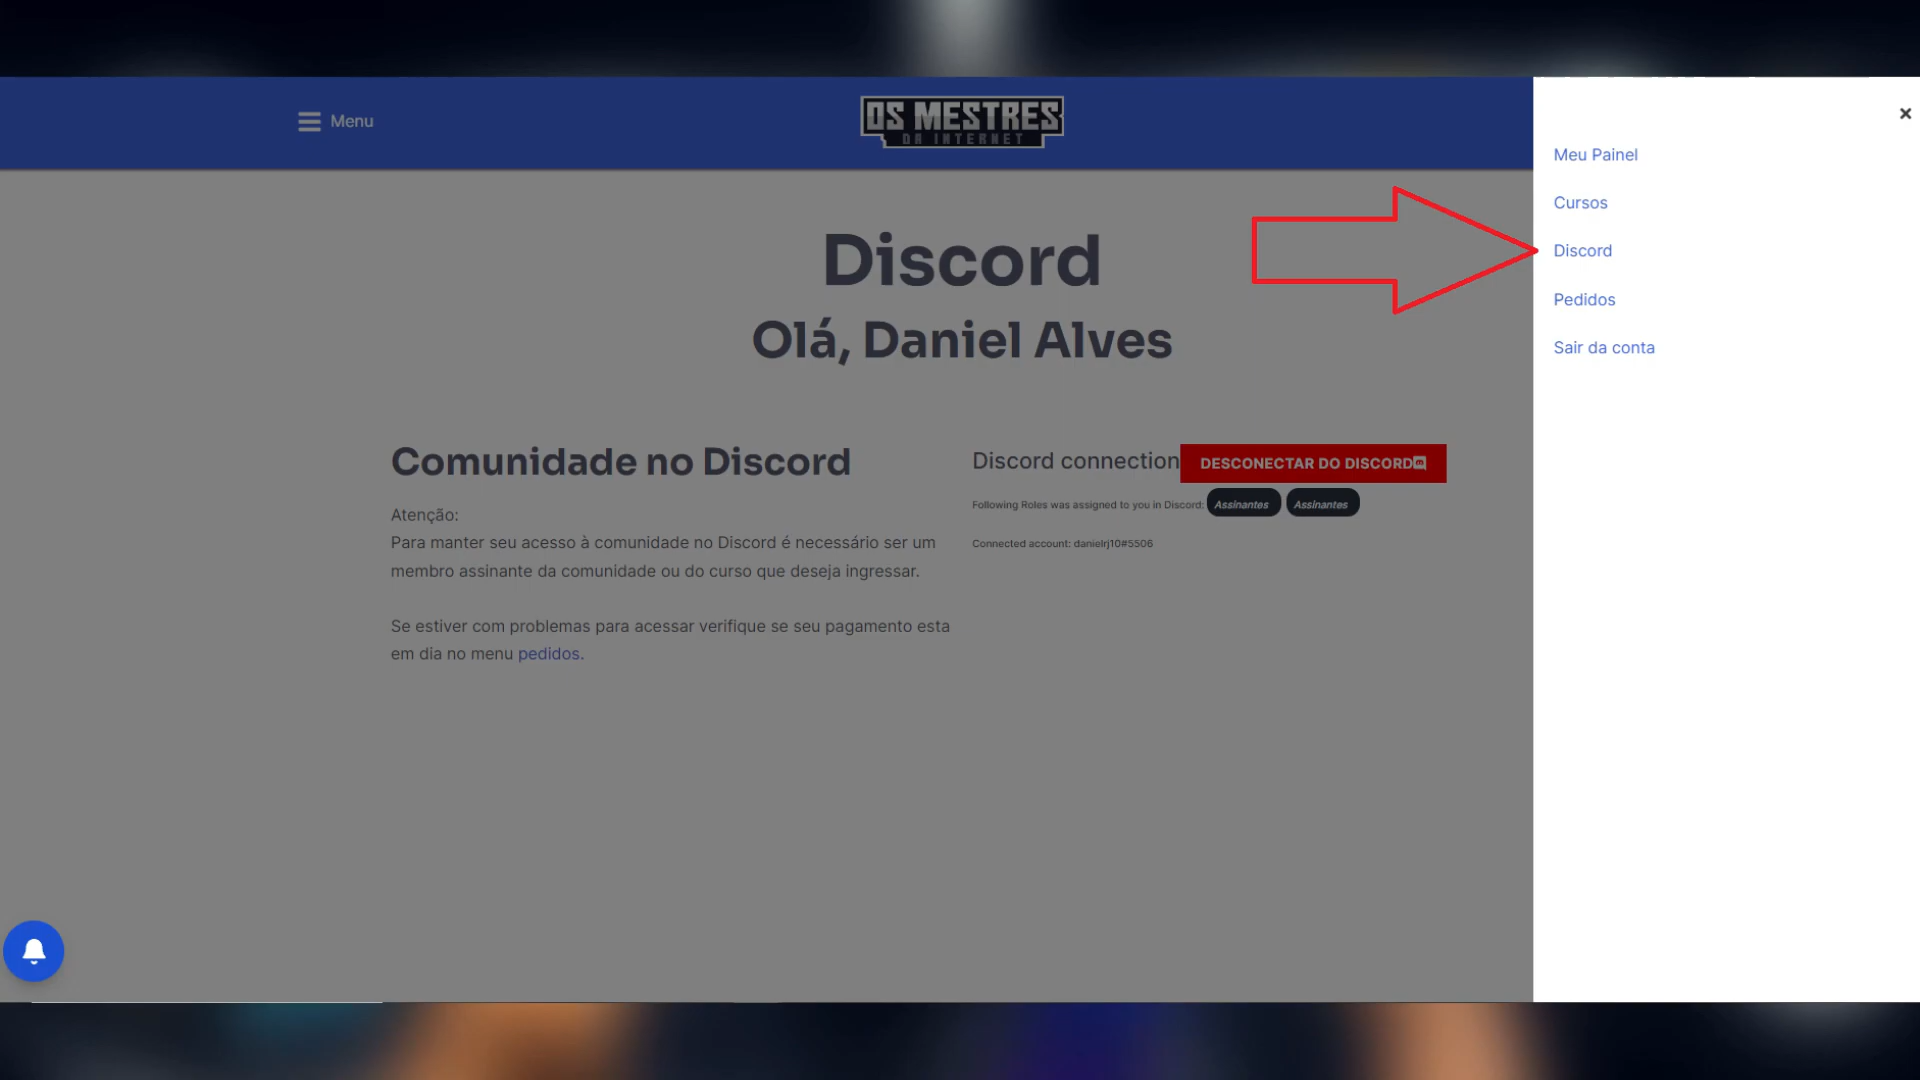 Menu
OS MESTRES
DA INTERNET
Meu Painel
Cursos
Discord
Pedidos
Sair da conta
Discord
Olá, Daniel Alves
Comunidade no Discord
Atenção:
Para manter seu acesso à comunidade no Discord é necessário ser um
membro assinante da comunidade ou do curso que deseja ingressar.
Se estiver com problemas para acessar verifique se seu pagamento esta
em dia no menu pedidos.
Discord connection DESCONECTAR DO DISCORD
Following Roles was assigned to you in Discord: Assinantes Assinantes
Connected account: danielrj10#5506